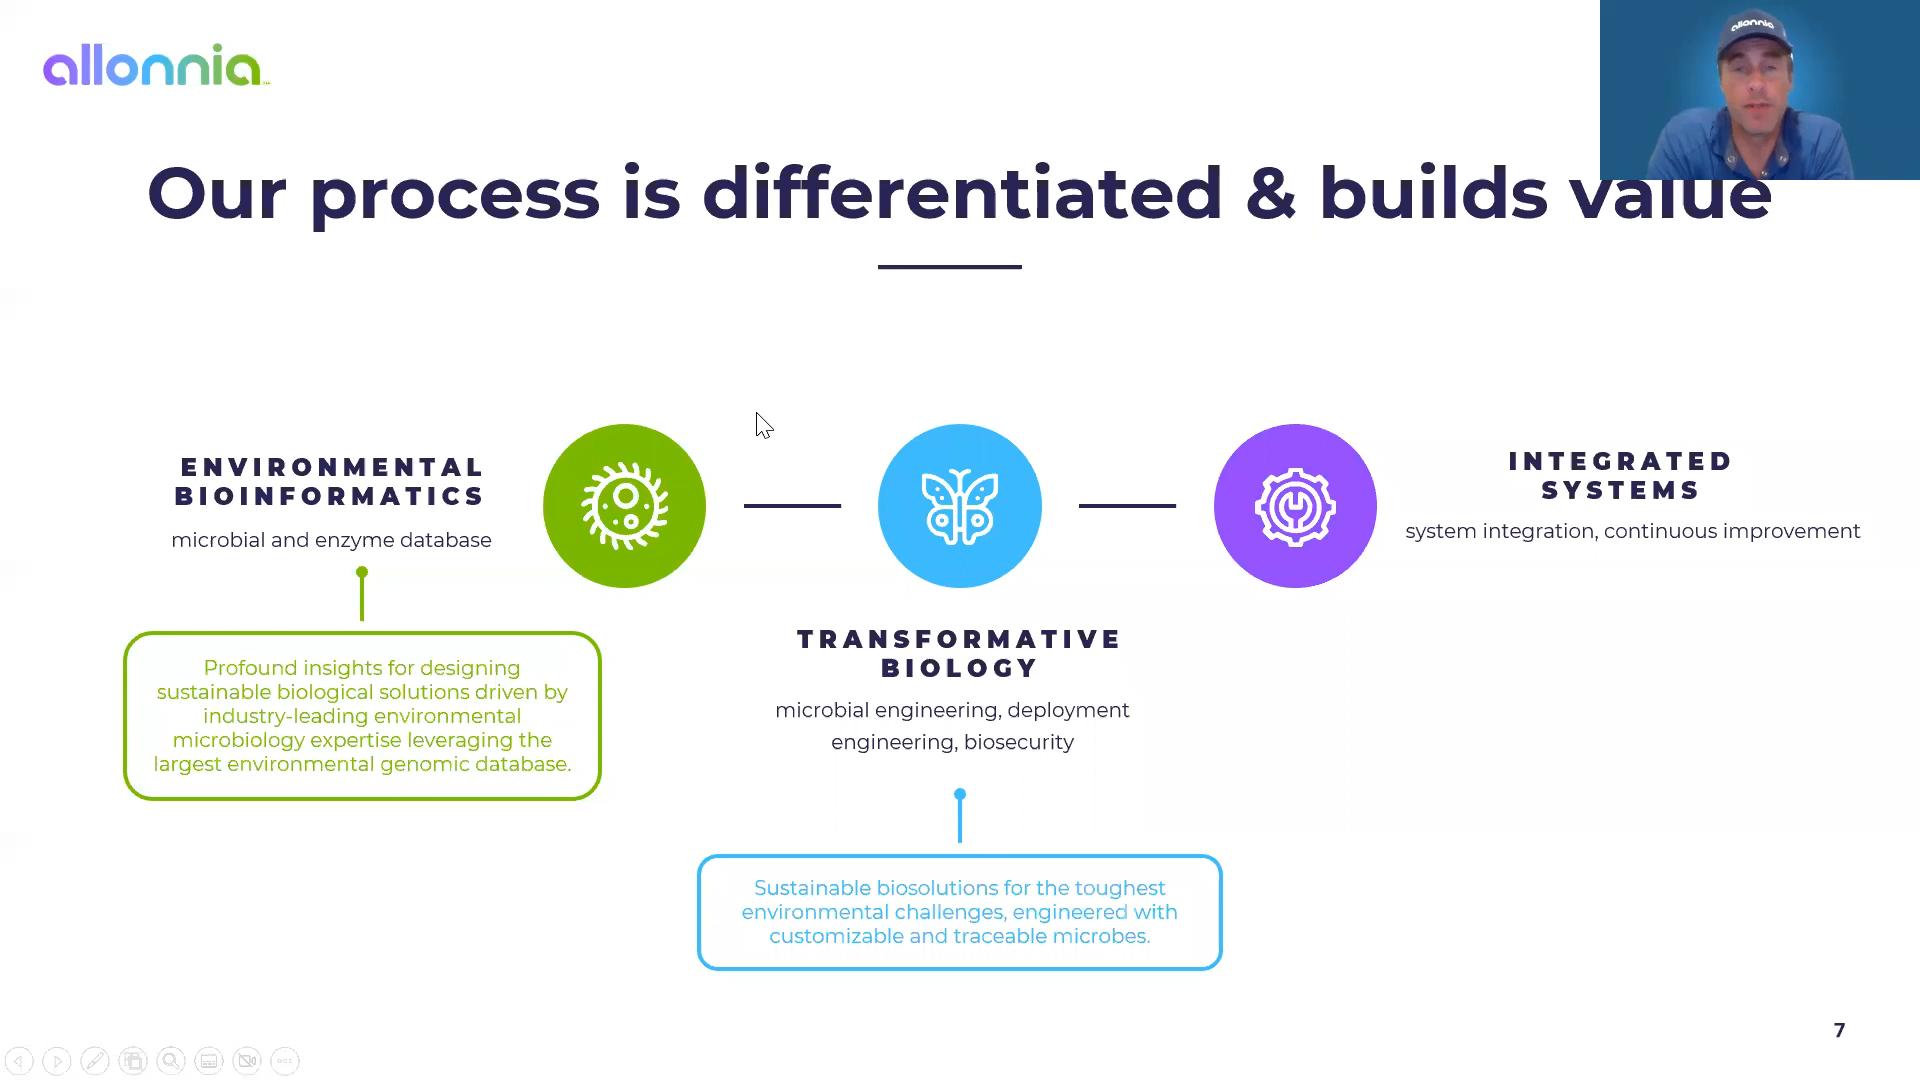 allonnia
allonnia
Our process is differentiated & builds value
ENVIRONMENTAL
BIOINFORMATICS
microbial and enzyme database
Profound insights for designing
sustainable biological solutions driven by
industry-leading environmental
microbiology expertise leveraging the
largest environmental genomic database.
TRANSFORMATIVE
BIOLOGY
microbial engineering, deployment
engineering, biosecurity
Sustainable biosolutions for the toughest
environmental challenges, engineered with
customizable and traceable microbes.
INTEGRATED
SYSTEMS
system integration, continuous improvement
7